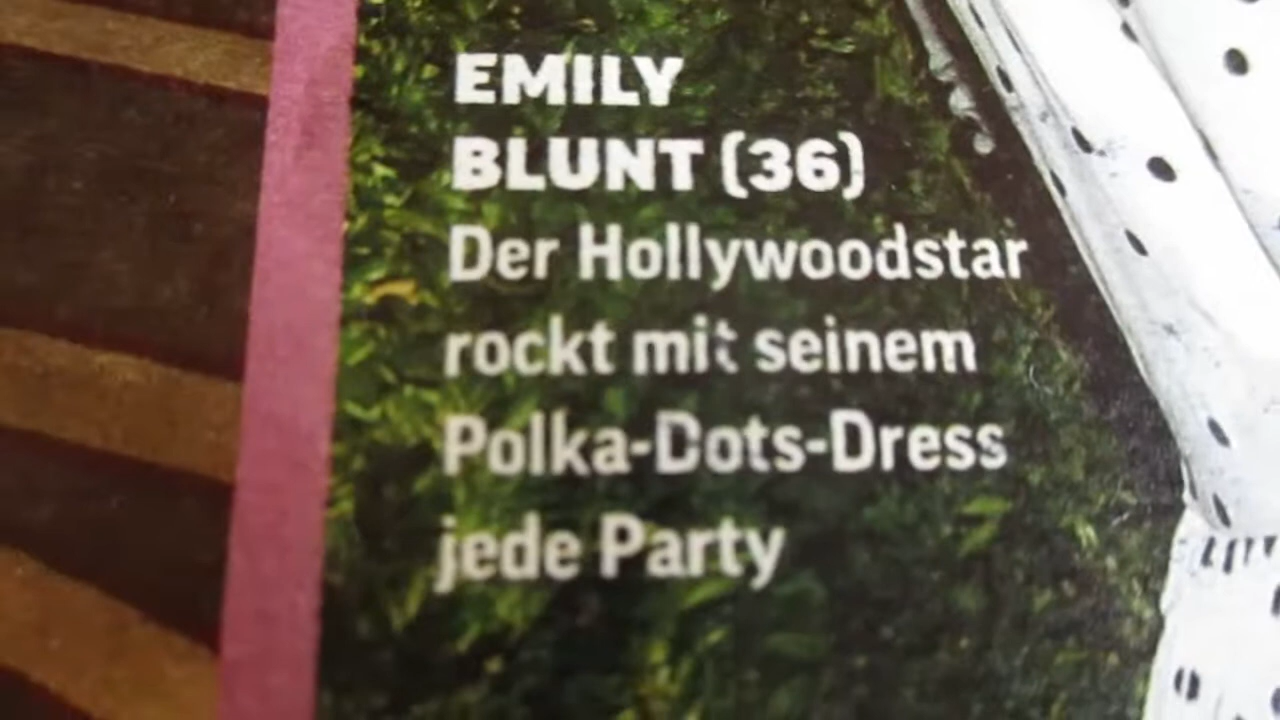 EMILY
BLUNT (36)
Der Hollywoodstar
rockt mit seinem
Polka-Dots-Dress
jede Party